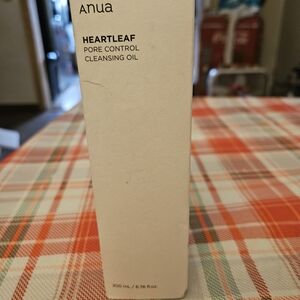 Anua
HEARTLEAF
PORE CONTROL
CLEANSING OIL
200 mL / 6.76 fl.oz.